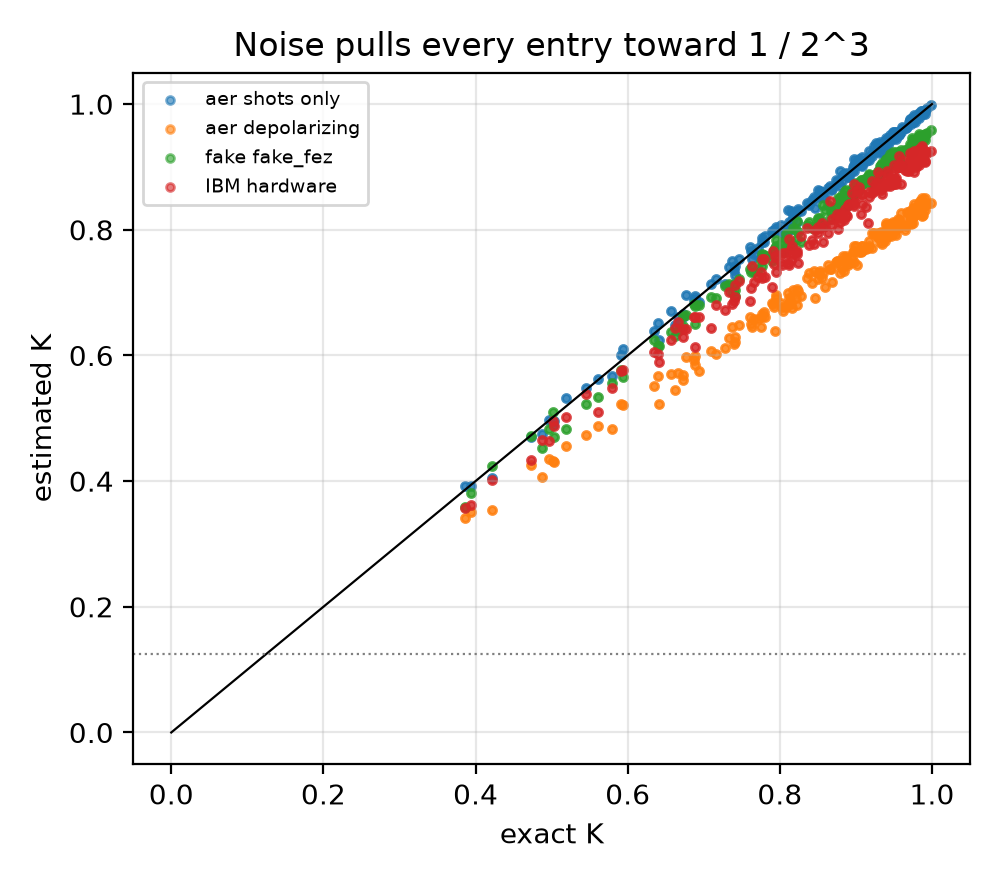 Noise pulls every entry toward 1 / 2^3
aer shots only
aer depolarizing
fake fake_fez
IBM hardware
estimated K
1.0
0.8
0.6
0.4
0.2
0.0
0.0 0.2 0.4 0.6 0.8 1.0
exact K